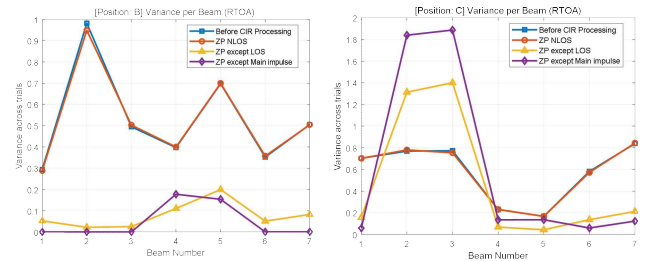 [Position: B] Variance per Beam (RTOA)
Before CIR Processing
ZP NLOS
ZP except LOS
ZP except Main impulse
Variance across trials
1
0.9
0.8
0.7
0.6
0.5
0.4
0.3
0.2
0.1
0
1 2 3 4 5 6 7
Beam Number
[Position: C] Variance per Beam (RTOA)
Before CIR Processing
ZP NLOS
ZP except LOS
ZP except Main impulse
Variance across trials
2
1.8
1.6
1.4
1.2
1
0.8
0.6
0.4
0.2
0
1 2 3 4 5 6 7
Beam Number